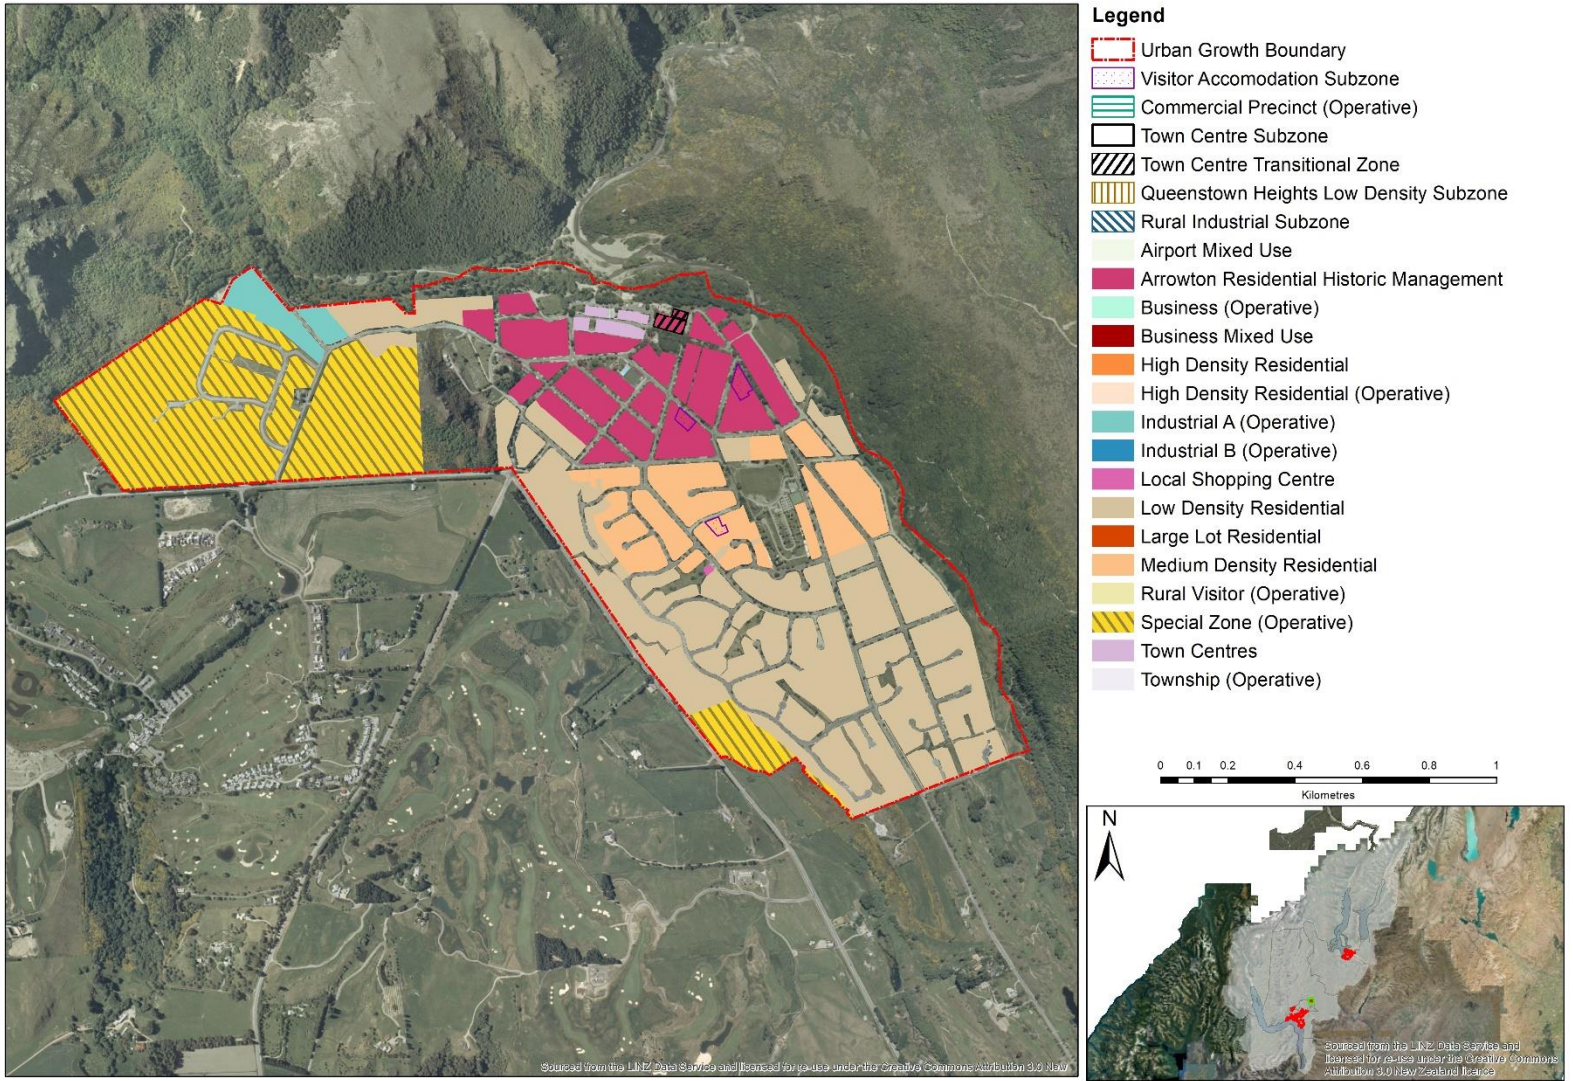 Legend
Urban Growth Boundary
Visitor Accomodation Subzone
Commercial Precinct (Operative)
Town Centre Subzone
Town Centre Transitional Zone
Queenstown Heights Low Density Subzone
Rural Industrial Subzone
Airport Mixed Use
Arrowton Residential Historic Management
Business (Operative)
Business Mixed Use
High Density Residential
High Density Residential (Operative)
Industrial A (Operative)
Industrial B (Operative)
Local Shopping Centre
Low Density Residential
Large Lot Residential
Medium Density Residential
Rural Visitor (Operative)
Special Zone (Operative)
Town Centres
Township (Operative)
0 0.1 0.2 0.4 0.6 0.8 1
Kilometres
N
Sourced from the LINZ Data Service and
licensed for re-use under the Creative Commons
Attribution 3.0 New Zealand licence
Sourced from the LINZ Data Service and licensed for re-use under the Creative Commons Attribution 3.0 New